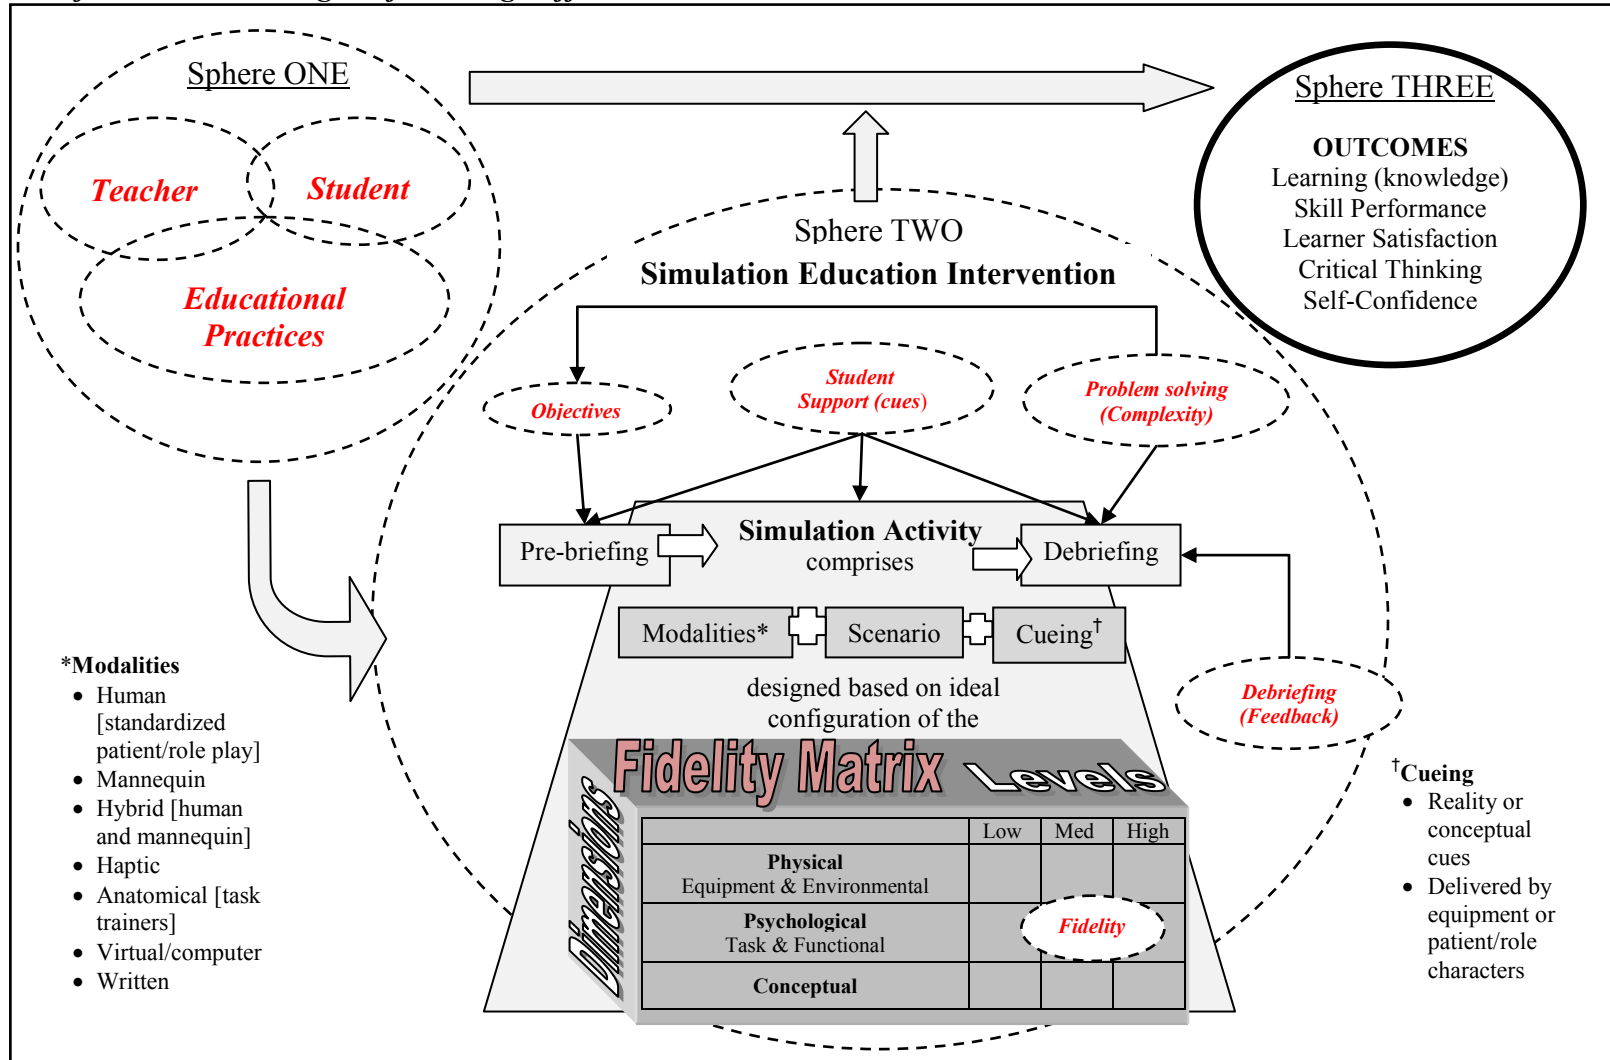 Sphere ONE
Teacher
Student
Educational
Practices
Sphere THREE
OUTCOMES
Learning (knowledge)
Skill Performance
Learner Satisfaction
Critical Thinking
Self-Confidence
Sphere TWO
Simulation Education Intervention
Objectives
Student
Support (cues)
Problem solving
(Complexity)
Pre-briefing
Simulation Activity
comprises
Debriefing
Modalities*
Scenario
Cueing†
designed based on ideal
configuration of the
Debriefing
(Feedback)
Fidelity Matrix
Levels
Dimensions
Low Med High
Physical
Equipment & Environmental
Psychological
Task & Functional
Fidelity
Conceptual
*Modalities
• Human
[standardized
patient/role play]
• Mannequin
• Hybrid [human
and mannequin]
• Haptic
• Anatomical [task
trainers]
• Virtual/computer
• Written
†Cueing
• Reality or
conceptual
cues
• Delivered by
equipment or
patient/role
characters